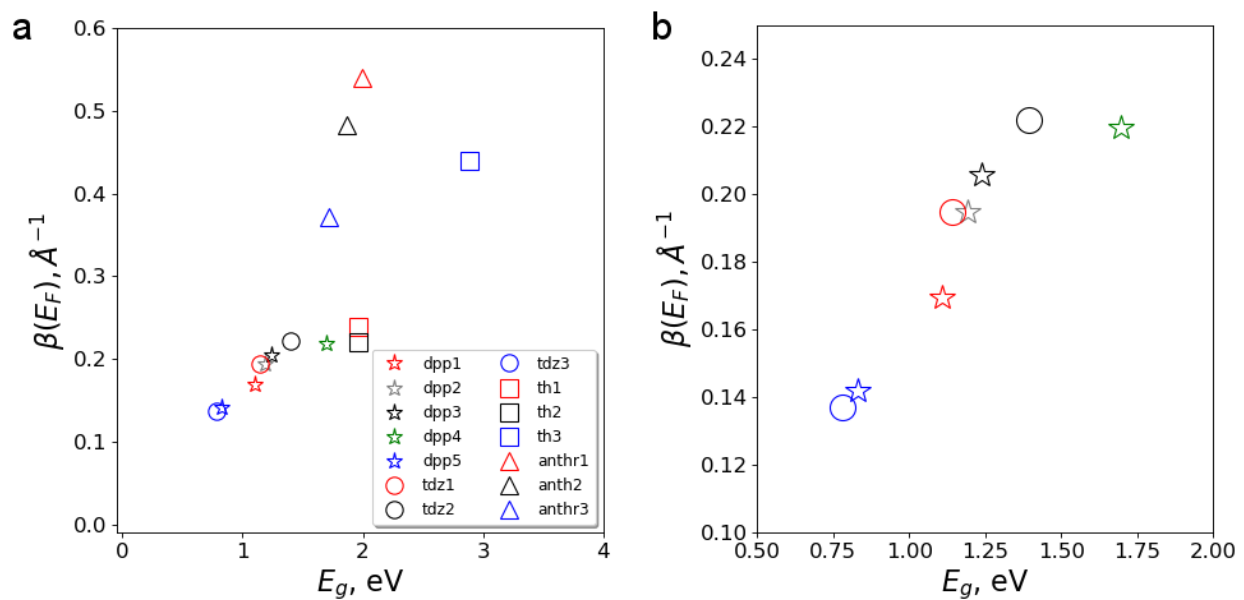 a
0.6
0.5
0.4
0.3
0.2
0.1
0.0
β(E_F), Å⁻¹
0
1
2
3
4
E_g, eV
dpp1
dpp2
dpp3
dpp4
dpp5
tdz1
tdz2
tdz3
th1
th2
th3
anthr1
anth2
anthr3
b
0.24
0.22
0.20
0.18
0.16
0.14
0.12
0.10
β(E_F), Å⁻¹
0.50
0.75
1.00
1.25
1.50
1.75
2.00
E_g, eV